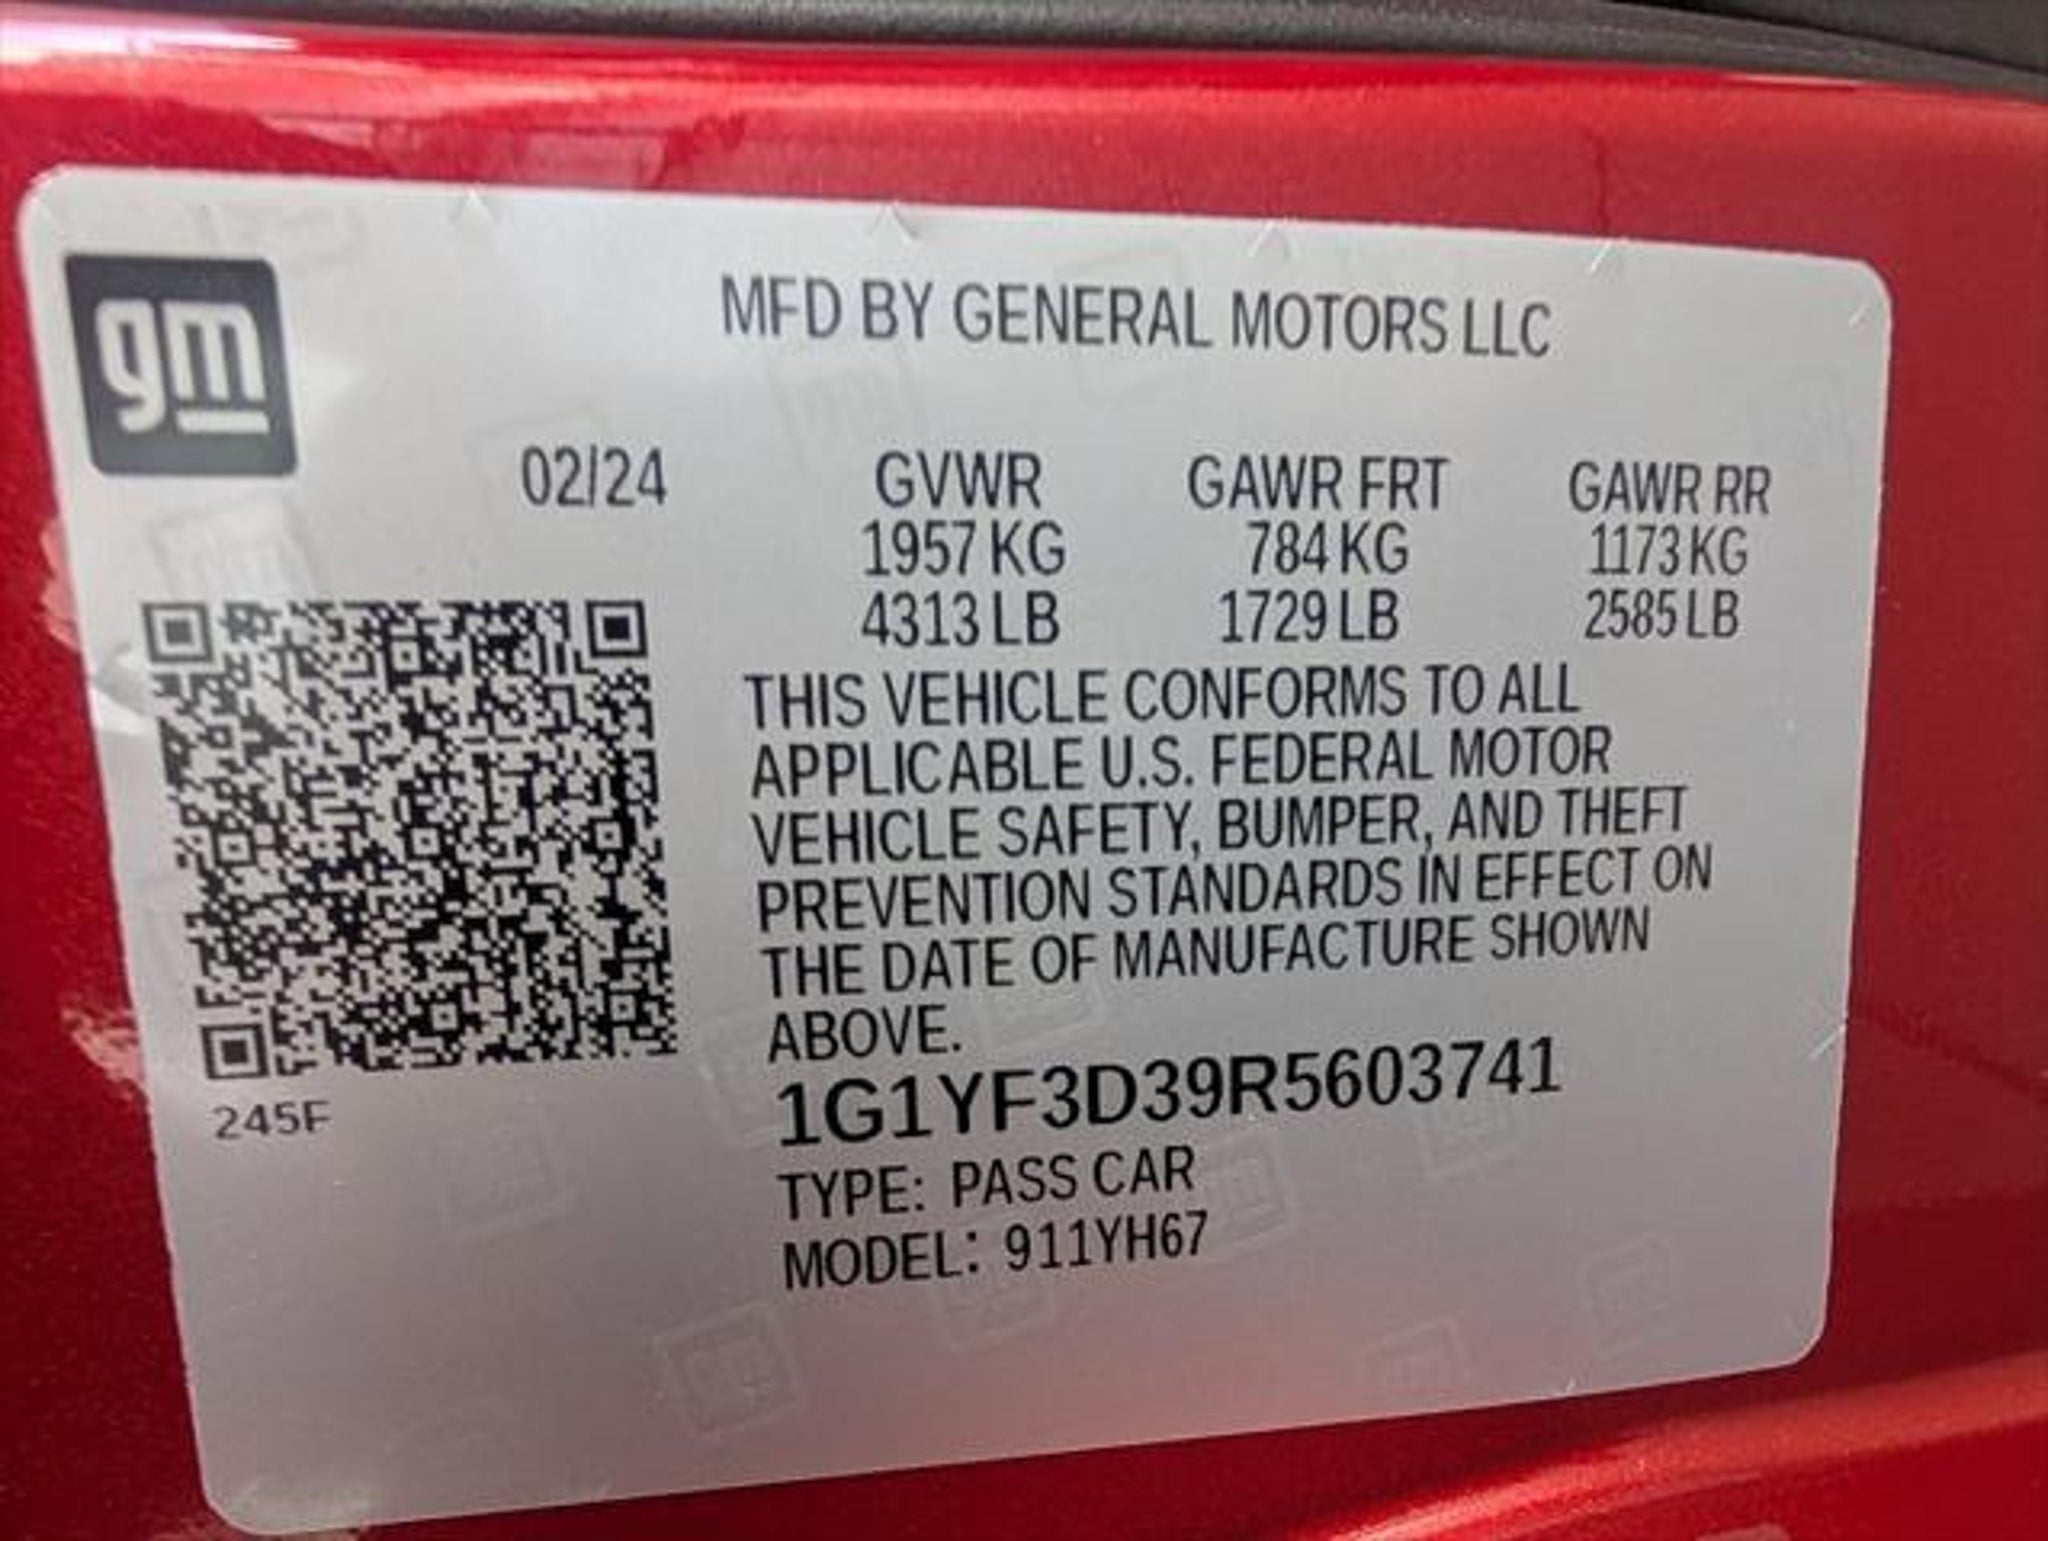 gm
MFD BY GENERAL MOTORS LLC
02/24 GVWR GAWR FRT GAWR RR
1957 KG 784 KG 1173 KG
4313 LB 1729 LB 2585 LB
THIS VEHICLE CONFORMS TO ALL
APPLICABLE U.S. FEDERAL MOTOR
VEHICLE SAFETY, BUMPER, AND THEFT
PREVENTION STANDARDS IN EFFECT ON
THE DATE OF MANUFACTURE SHOWN
ABOVE.
1G1YF3D39R5603741
245F
TYPE: PASS CAR
MODEL: 911YH67